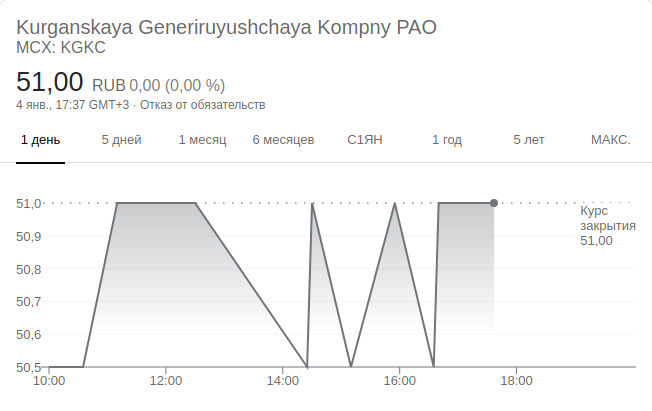 Kurganskaya Generiruyushchaya Kompny PAO
MCX: KGKC
51,00 RUB 0,00 (0,00 %)
4 янв., 17:37 GMT+3 · Отказ от обязательств
1 день 5 дней 1 месяц 6 месяцев С1ЯН 1 год 5 лет МАКС.
51,0
50,9
50,8
50,7
50,6
50,5
Курс
закрытия
51,00
10:00 12:00 14:00 16:00 18:00